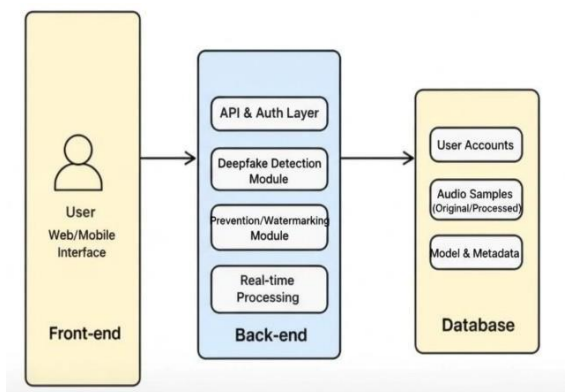 User
Web/Mobile
Interface
Front-end
API & Auth Layer
Deepfake Detection
Module
Prevention/Watermarking
Module
Real-time
Processing
Back-end
User Accounts
Audio Samples
(Original/Processed)
Model & Metadata
Database